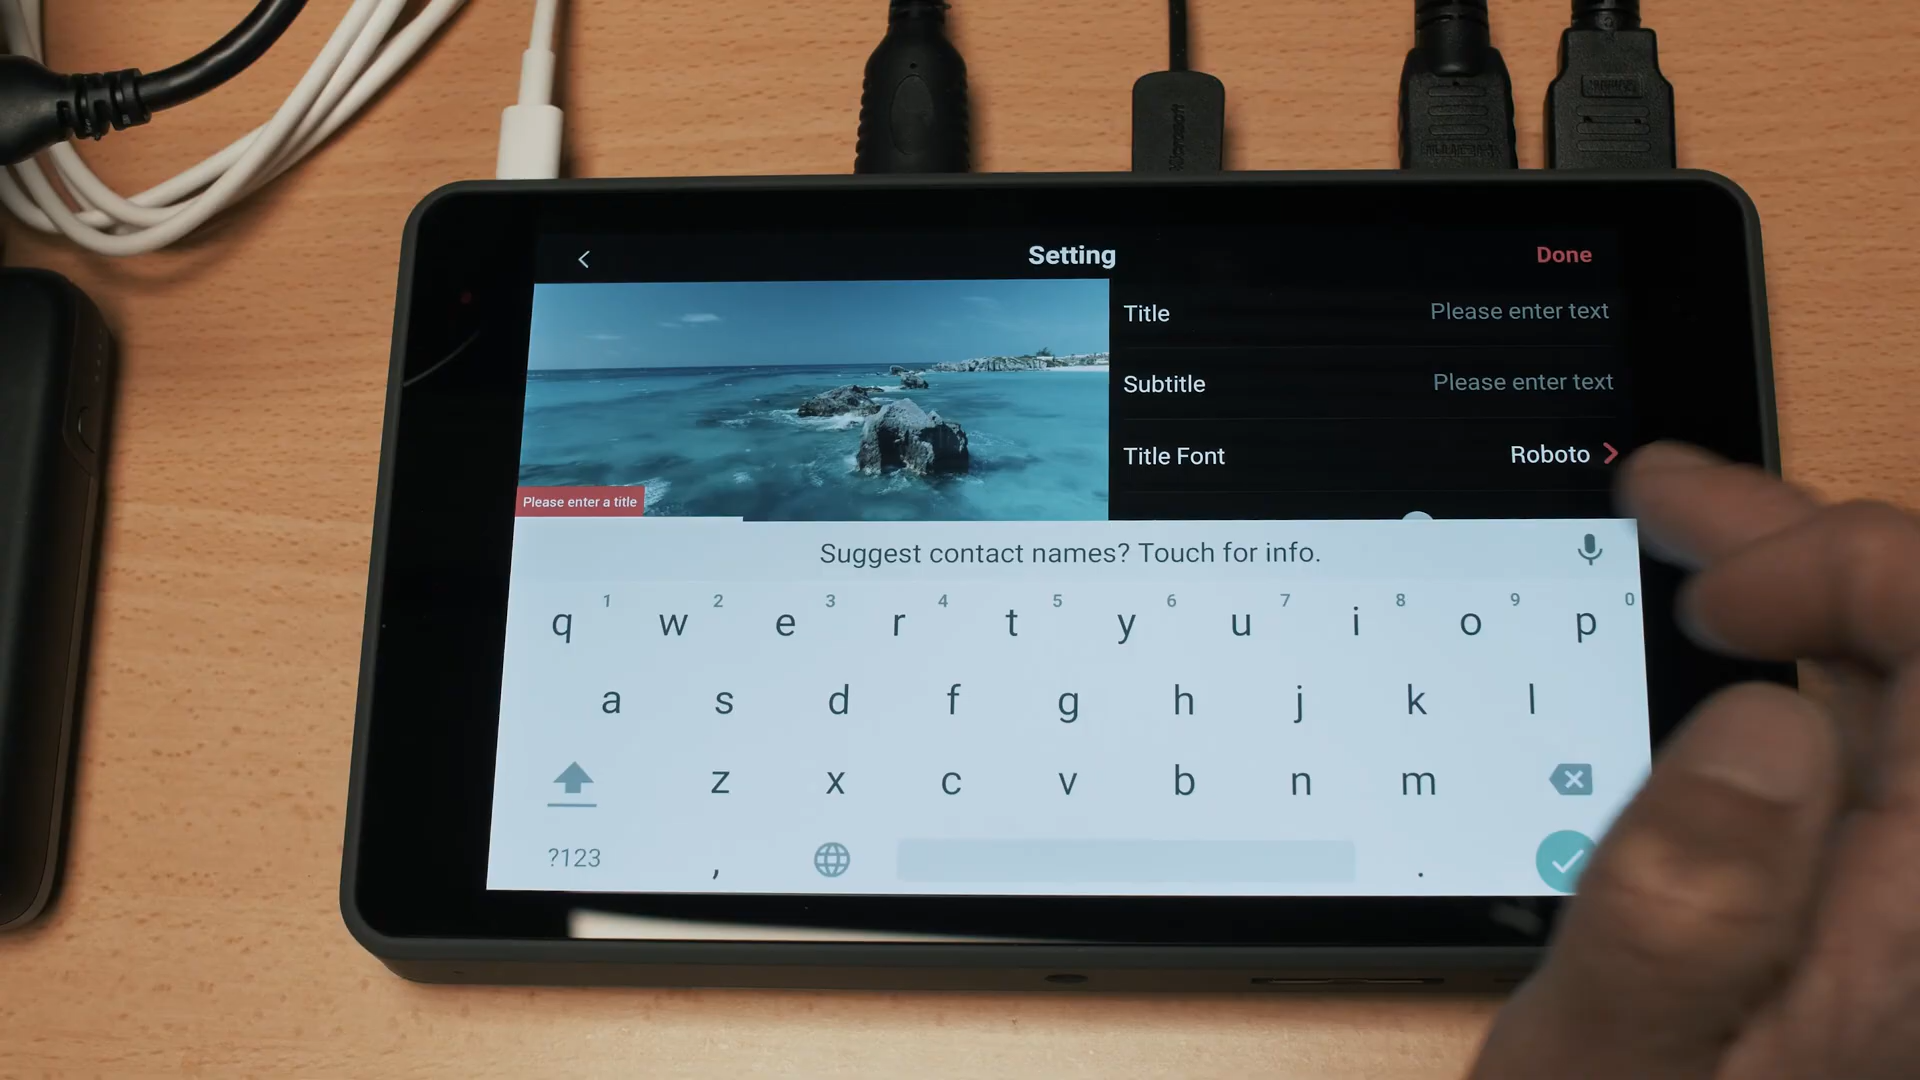 Microsoft
Setting
Done
Title
Please enter text
Subtitle
Please enter text
Title Font
Roboto
Please enter a title
Suggest contact names? Touch for info.
q 1 w 2 e 3 r 4 t 5 y 6 u 7 i 8 o 9 p 0
a s d f g h j k l
z x c v b n m
?123 , .